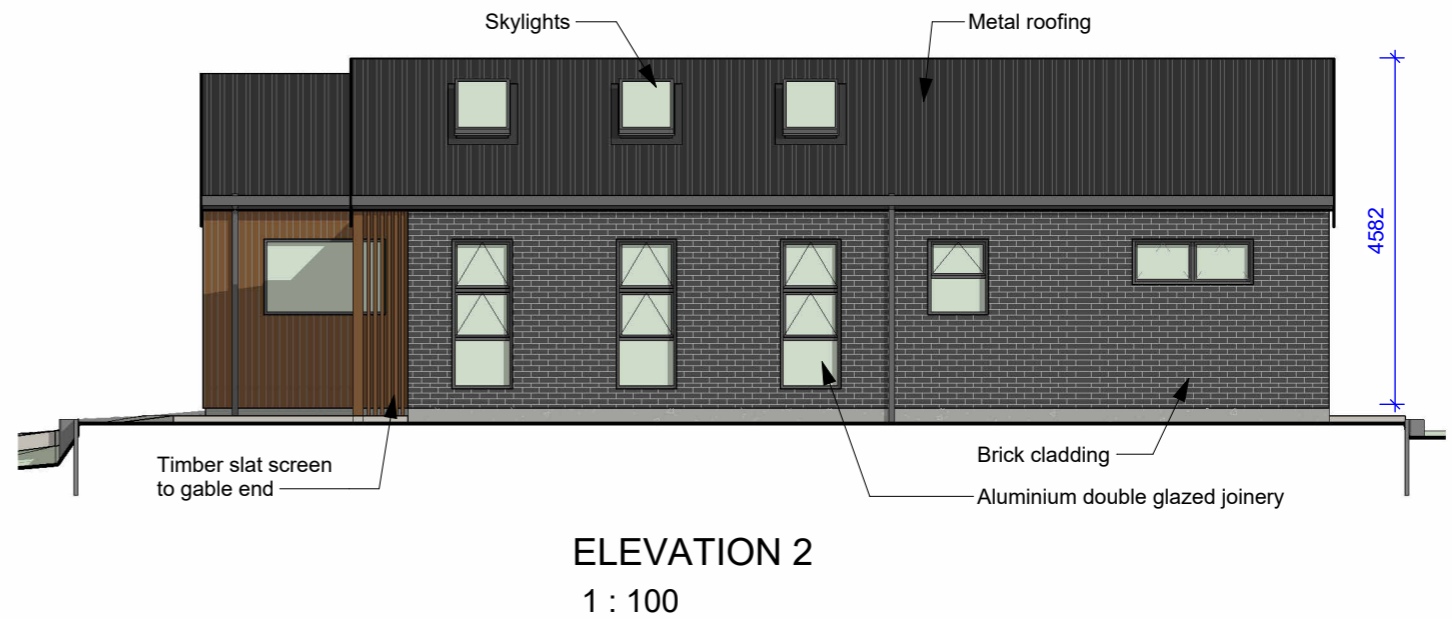 Skylights
Metal roofing
4582
Timber slat screen
to gable end
Brick cladding
Aluminium double glazed joinery
ELEVATION 2
1 : 100